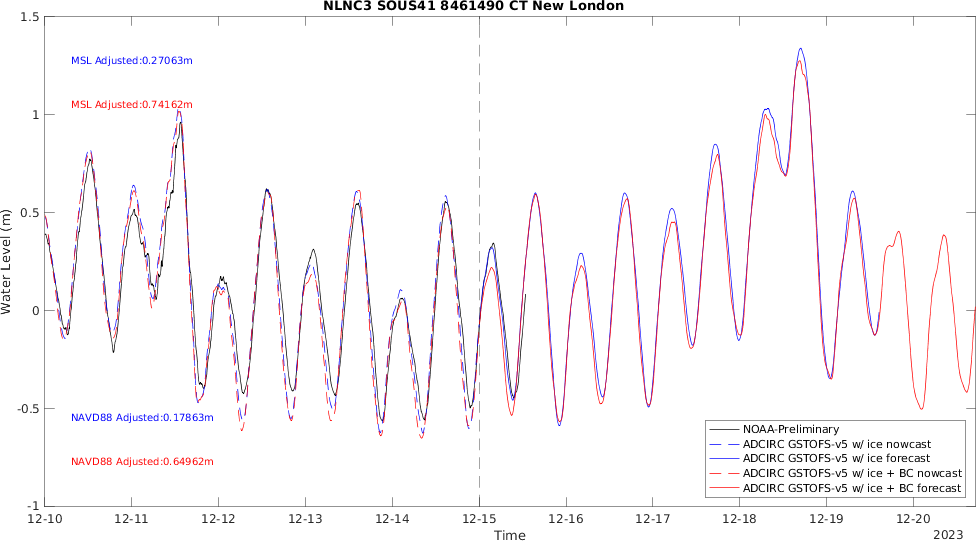 NLNC3 SOUS41 8461490 CT New London
1.5
MSL Adjusted:0.27063m
MSL Adjusted:0.74162m
1
0.5
Water Level (m)
0
-0.5
NAVD88 Adjusted:0.17863m
NAVD88 Adjusted:0.64962m
NOAA-Preliminary
ADCIRC GSTOFS-v5 w/ ice nowcast
ADCIRC GSTOFS-v5 w/ ice forecast
ADCIRC GSTOFS-v5 w/ ice + BC nowcast
ADCIRC GSTOFS-v5 w/ ice + BC forecast
-1
12-10 12-11 12-12 12-13 12-14 12-15 12-16 12-17 12-18 12-19 12-20
Time
2023